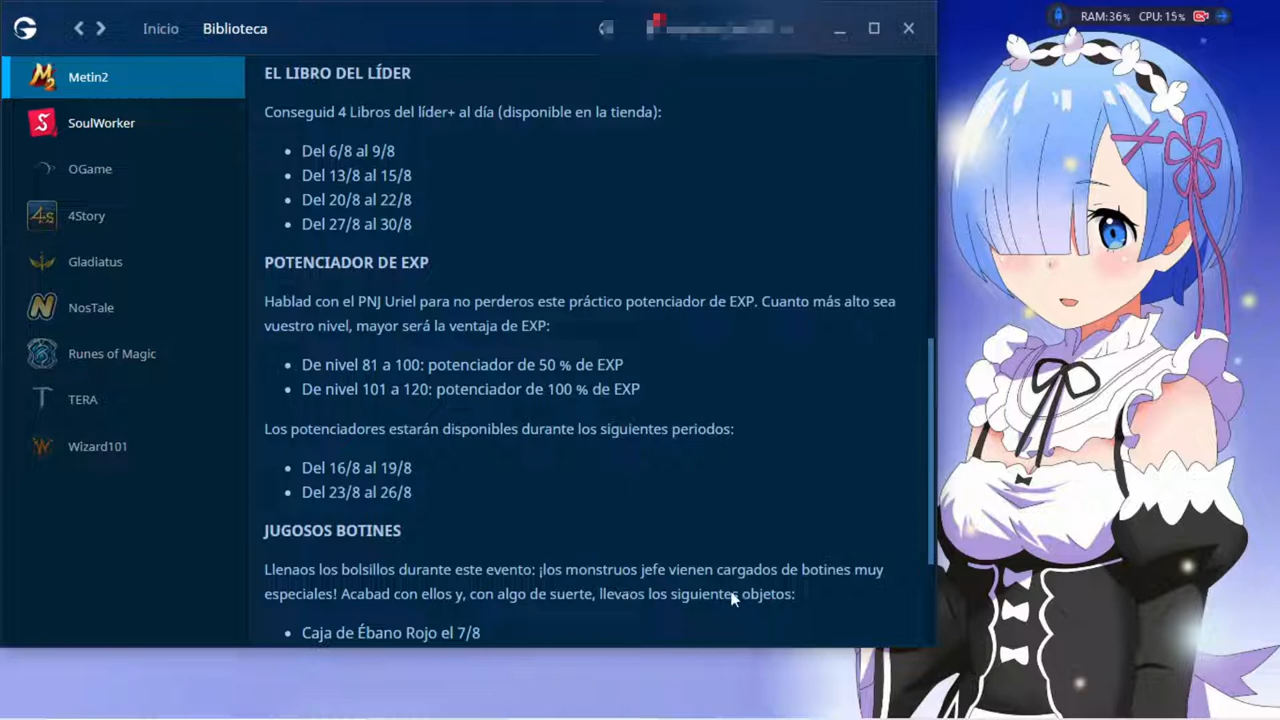 RAM:36% CPU:15%
Inicio Biblioteca
Metin2
SoulWorker
OGame
4Story
Gladiatus
NosTale
Runes of Magic
TERA
Wizard101
EL LIBRO DEL LÍDER
Conseguid 4 Libros del líder+ al día (disponible en la tienda):
• Del 6/8 al 9/8
• Del 13/8 al 15/8
• Del 20/8 al 22/8
• Del 27/8 al 30/8
POTENCIADOR DE EXP
Hablad con el PNJ Uriel para no perderos este práctico potenciador de EXP. Cuanto más alto sea
vuestro nivel, mayor será la ventaja de EXP:
• De nivel 81 a 100: potenciador de 50 % de EXP
• De nivel 101 a 120: potenciador de 100 % de EXP
Los potenciadores estarán disponibles durante los siguientes periodos:
• Del 16/8 al 19/8
• Del 23/8 al 26/8
JUGOSOS BOTINES
Llenaos los bolsillos durante este evento: ¡los monstruos jefe vienen cargados de botines muy
especiales! Acabad con ellos y, con algo de suerte, llevaos los siguientes objetos:
• Caja de Ébano Rojo el 7/8